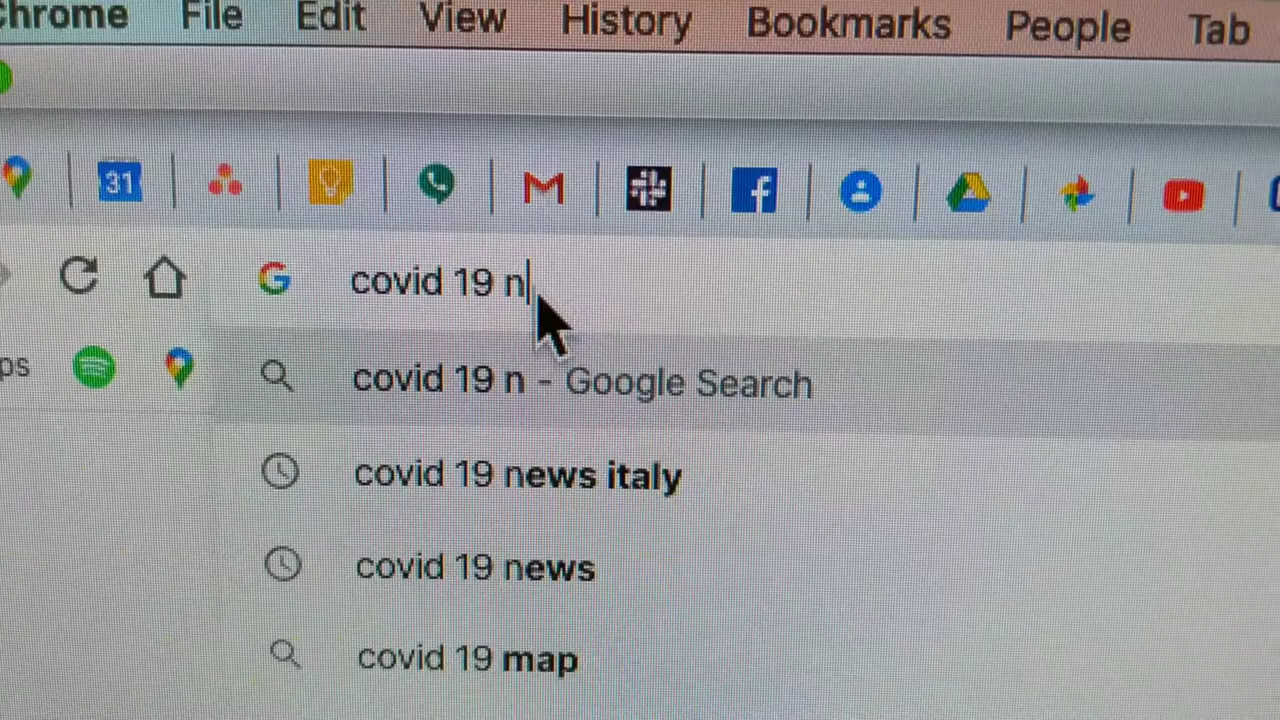 Chrome File Edit View History Bookmarks People Tab
31
covid 19 n
ps
covid 19 n - Google Search
covid 19 news italy
covid 19 news
covid 19 map